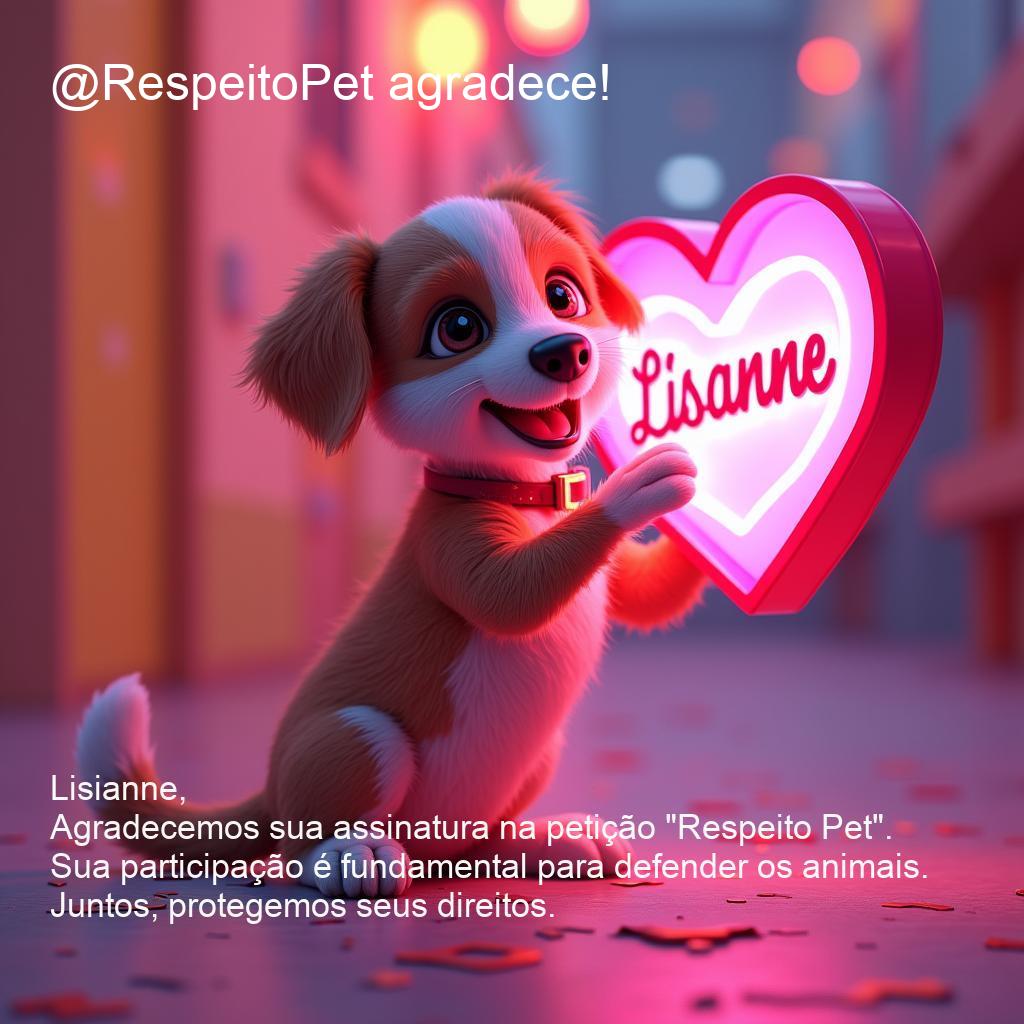 @RespeitoPet agradece!
Lisanne
Lisianne,
Agradecemos sua assinatura na petição "Respeito Pet".
Sua participação é fundamental para defender os animais.
Juntos, protegemos seus direitos.